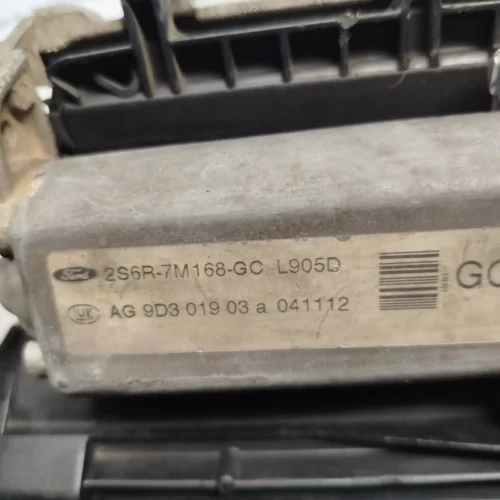 Ford 2S6R-7M168-GC L905D
LUK AG 9D3 019 03 a 041112
GC